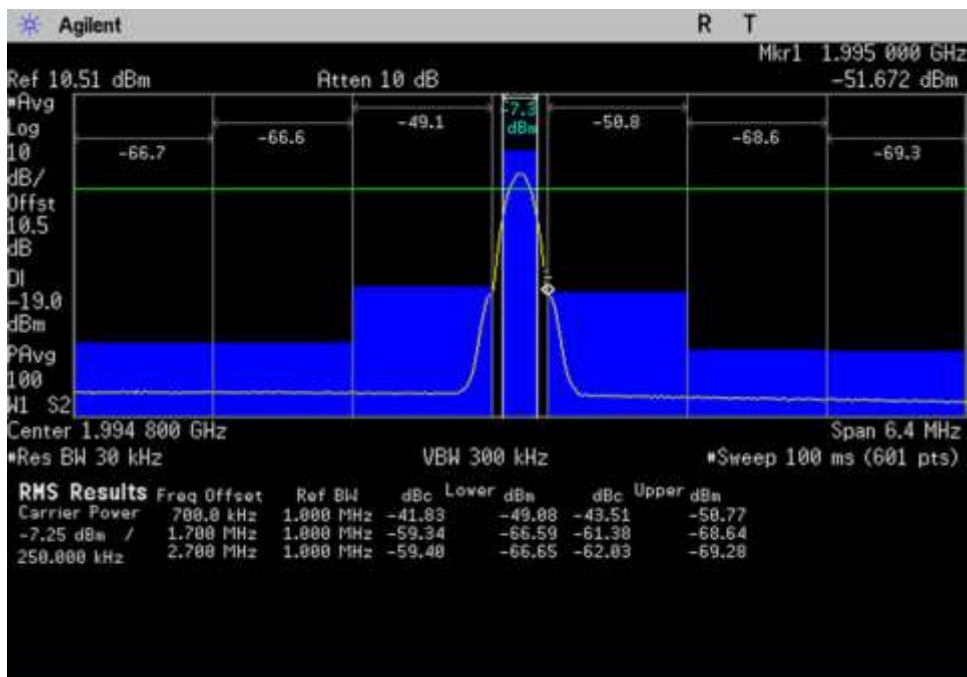 Agilent R T
Mkr1 1.995 000 GHz
Ref 10.51 dBm Atten 10 dB -51.672 dBm
#Avg
Log
10
dB/
Offst
10.5
dB
DI
-19.0
dBm
PAvg
100
W1 S2
-66.7
-66.6
-49.1
-7.3
dBm
-50.8
-68.6
-69.3
Center 1.994 800 GHz Span 6.4 MHz
#Res BW 30 kHz VBW 300 kHz #Sweep 100 ms (601 pts)
RMS Results Freq Offset Ref BW dBc Lower dBm dBc Upper dBm
Carrier Power 700.0 kHz 1.000 MHz -41.83 -49.08 -43.51 -50.77
-7.25 dBm / 1.700 MHz 1.000 MHz -59.34 -66.59 -61.38 -68.64
250.000 kHz 2.700 MHz 1.000 MHz -59.40 -66.65 -62.03 -69.28